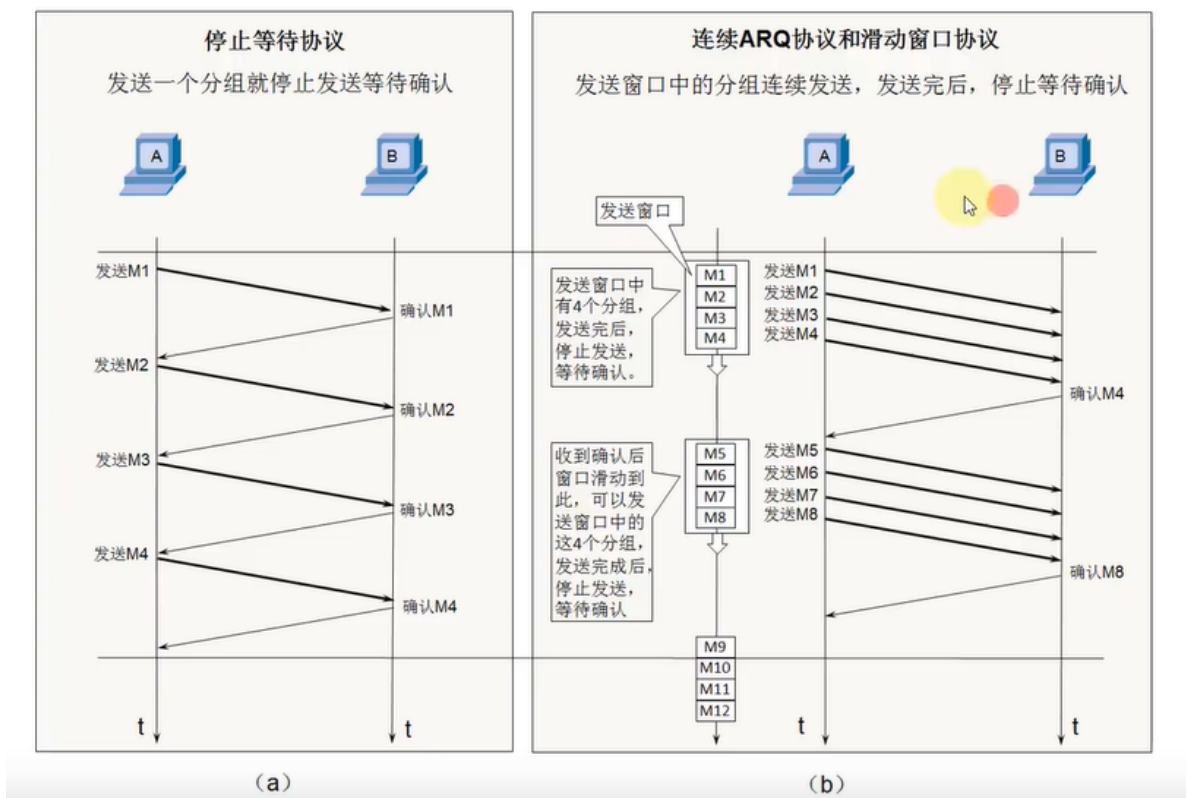 停止等待协议
发送一个分组就停止发送等待确认
A
B
发送M1
确认M1
发送M2
确认M2
发送M3
确认M3
发送M4
确认M4
t
t
（a）
连续ARQ协议和滑动窗口协议
发送窗口中的分组连续发送，发送完后，停止等待确认
A
B
发送窗口
发送窗口中
有4个分组，
发送完后，
停止发送，
等待确认。
M1
M2
M3
M4
发送M1
发送M2
发送M3
发送M4
确认M4
收到确认后
窗口滑动到
此，可以发
送窗口中的
这4个分组，
发送完成后，
停止发送，
等待确认
M5
M6
M7
M8
发送M5
发送M6
发送M7
发送M8
确认M8
M9
M10
M11
M12
t
t
（b）